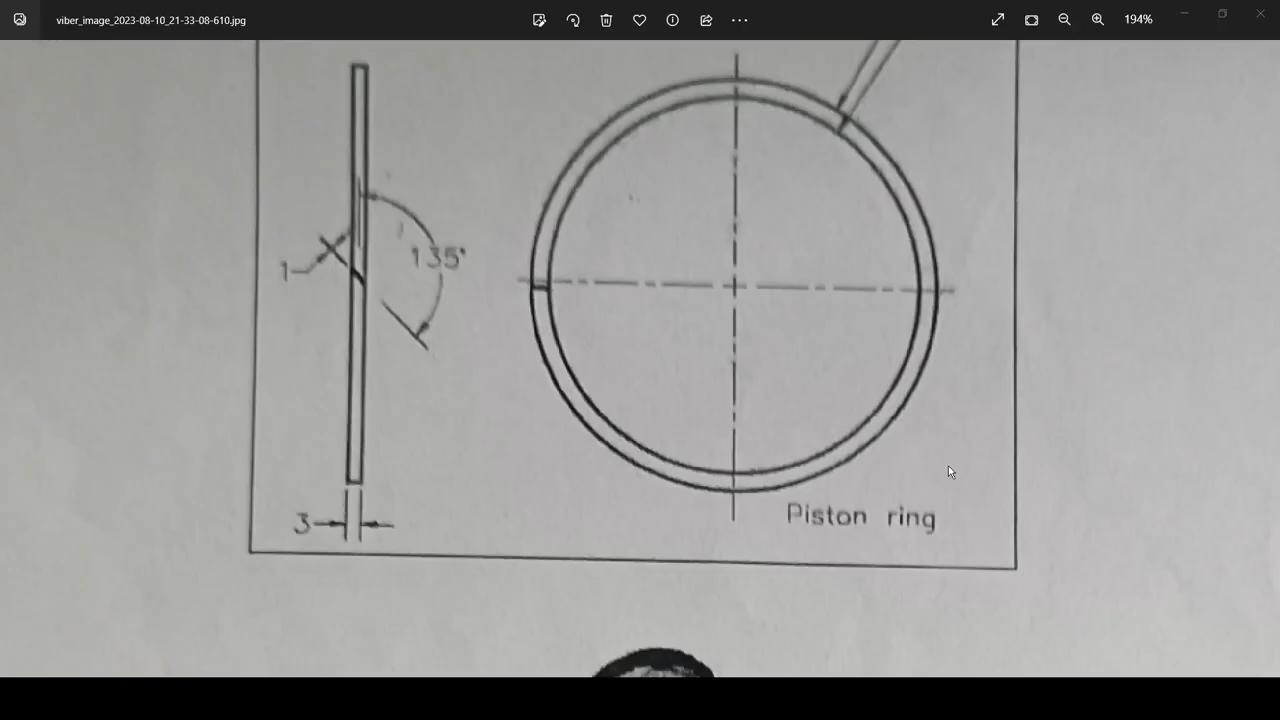 viber_image_2023-08-10_21-33-08-610.jpg
194%
135°
1
3
Piston ring